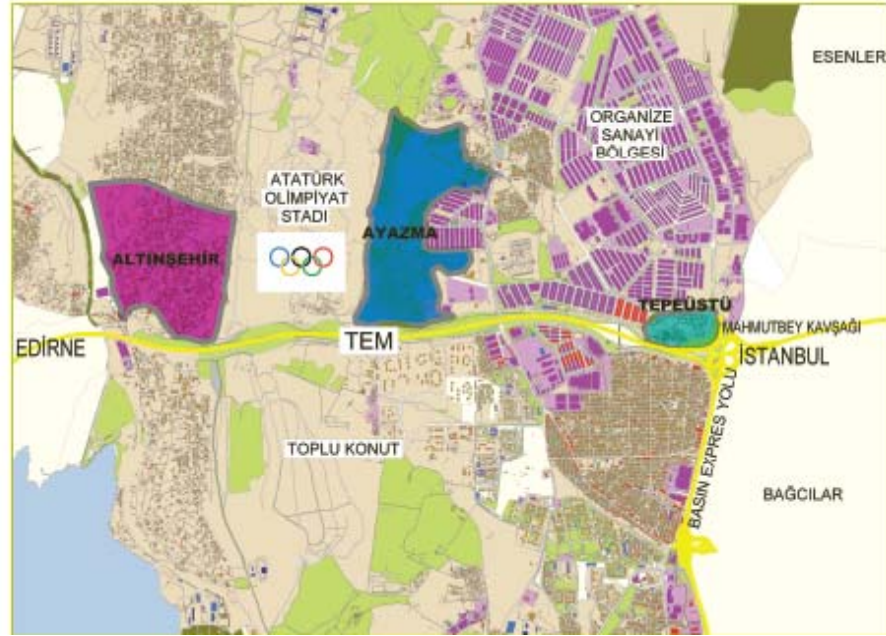 ESENLER
ORGANİZE
SANAYİ
BÖLGESİ
ATATÜRK
OLİMPİYAT
STADI
AYAZMA
ALTINŞEHİR
TEPEÜSTÜ
MAHMUTBEY KAVŞAĞI
EDİRNE
TEM
İSTANBUL
BASIN EXPRES YOLU
TOPLU KONUT
BAĞCILAR